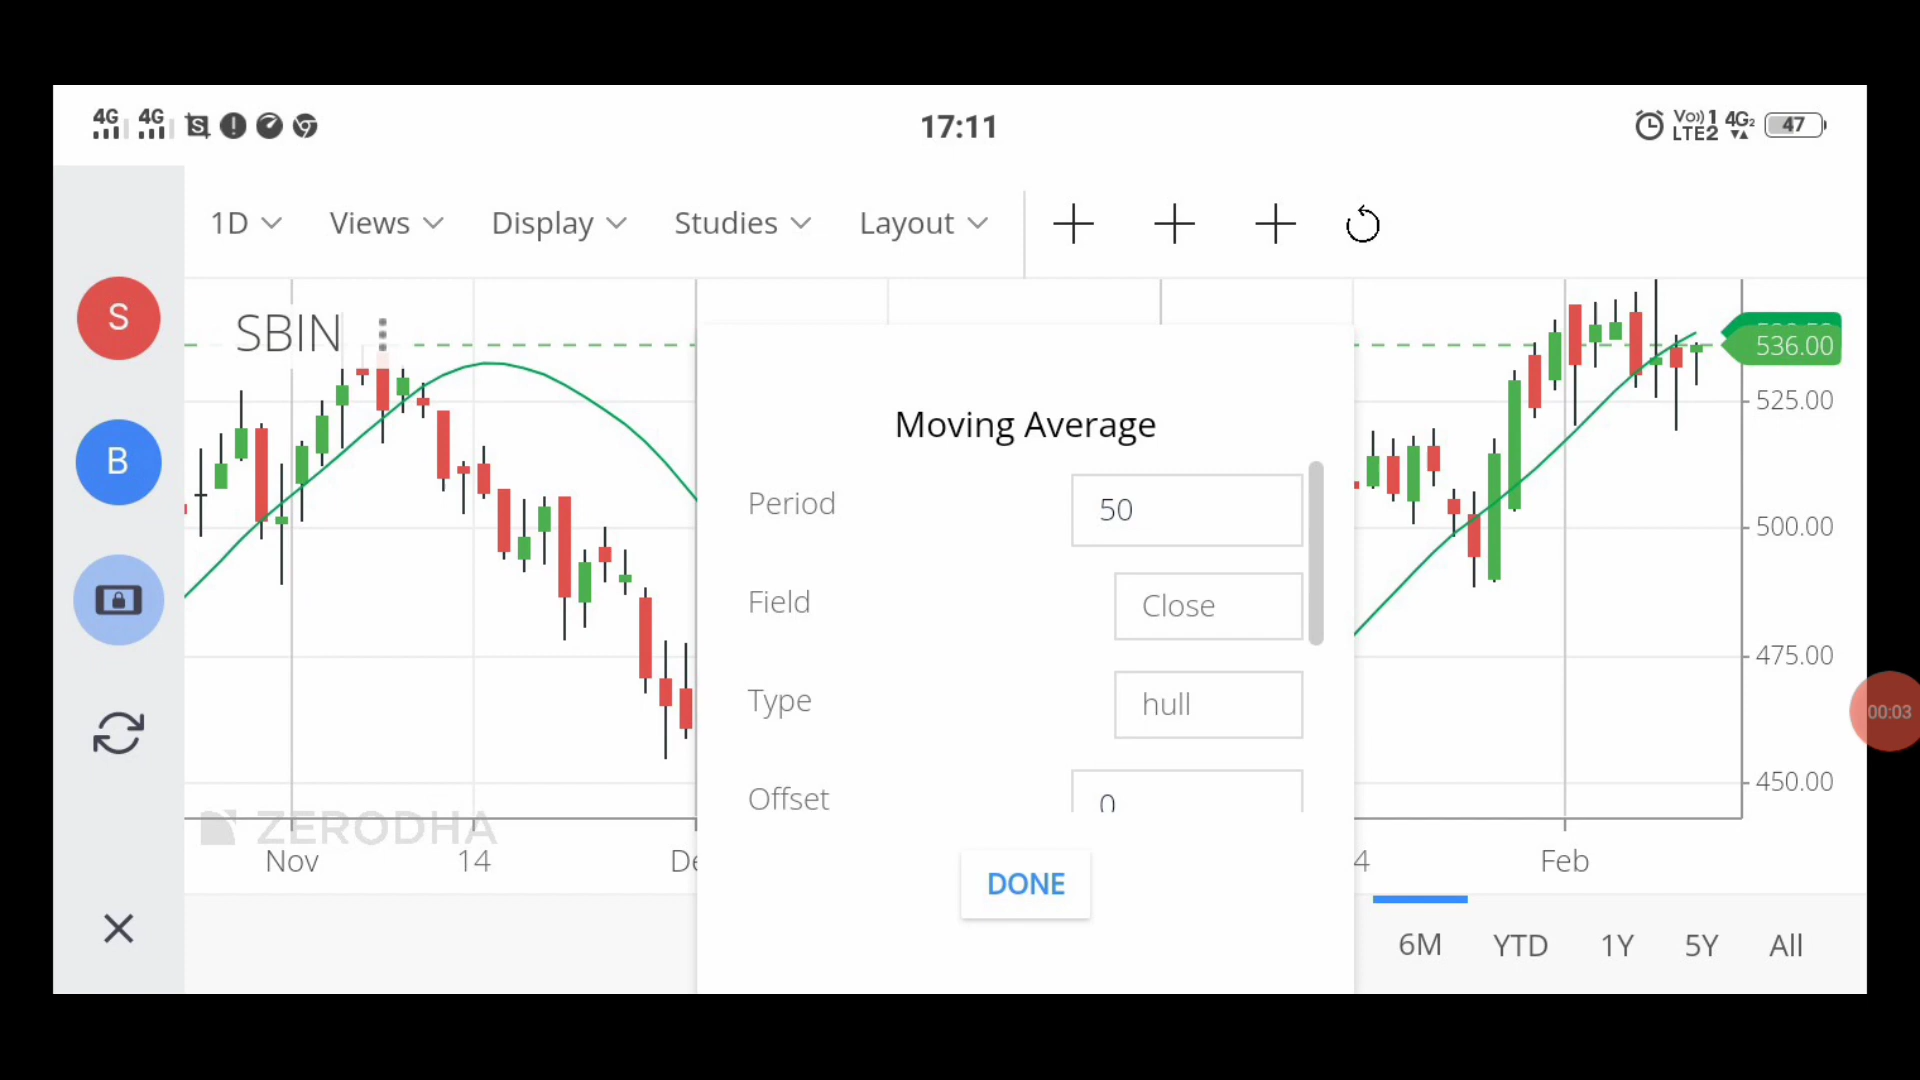 4G 4G
17:11
Vo)) 1 4G2
LTE2
47
1D Views Display Studies Layout
S
SBIN
536.00
525.00
Moving Average
B
Period 50
500.00
Field Close
475.00
Type hull
00:03
450.00
Offset 0
ZERODHA
Nov 14 De 4 Feb
DONE
6M YTD 1Y 5Y All